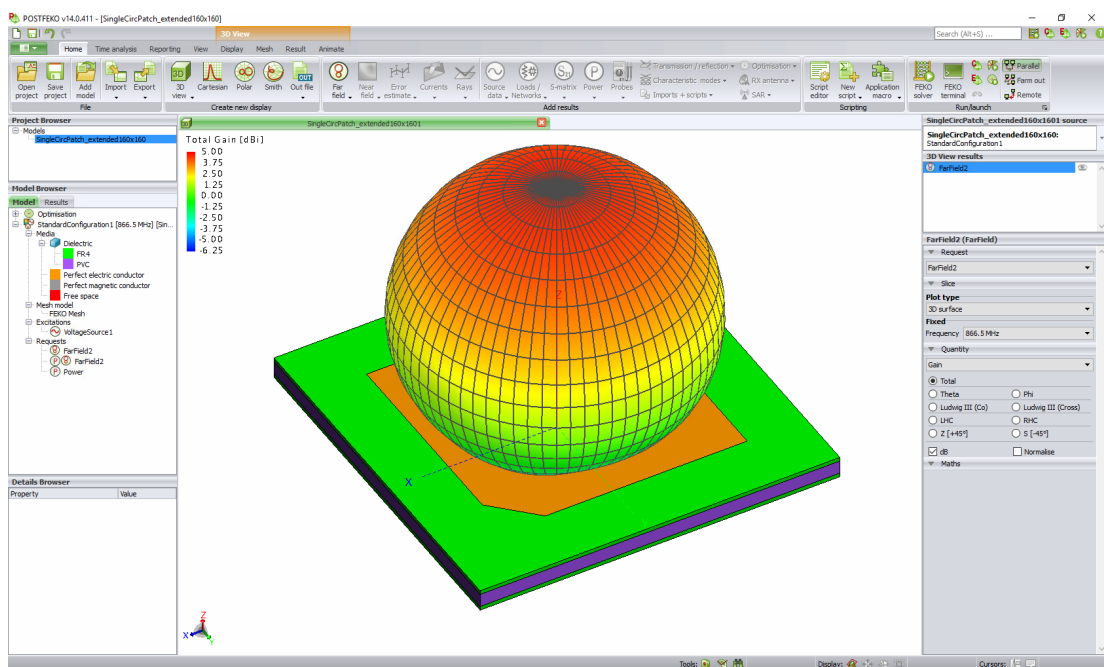 POSTFEKO v14.0.411 - [SingleCircPatch_extended160x160]
3D View
Search (Alt+S) ...
Home Time analysis Reporting View Display Mesh Result Animate
Open project
Save project
Add model
Import
Export
3D view
Cartesian
Polar
Smith
Out file
Far field
Near field
Error estimate
Currents
Rays
Source data
Loads / Networks
S-matrix
Power
Probes
Transmission / reflection
Characteristic modes
Imports + scripts
Optimisation
RX antenna
SAR
Script editor
New script
Application macro
FEKO solver
FEKO terminal
Parallel
Farm out
Remote
File
Create new display
Add results
Scripting
Run/launch
Project Browser
Models
SingleCircPatch_extended160x160
Model Browser
Model Results
Optimisation
StandardConfiguration1 [866.5 MHz] [Sin...
Media
Dielectric
FR4
PVC
Perfect electric conductor
Perfect magnetic conductor
Free space
Mesh model
FEKO Mesh
Excitations
VoltageSource1
Requests
FarField2
FarField2
Power
Details Browser
Property Value
SingleCircPatch_extended160x1601
Total Gain [dBi]
5.00
3.75
2.50
1.25
0.00
-1.25
-2.50
-3.75
-5.00
-6.25
Z
X
Z
X
Y
SingleCircPatch_extended160x1601 source
SingleCircPatch_extended160x160:
StandardConfiguration1
3D View results
FarField2
FarField2 (FarField)
Request
FarField2
Slice
Plot type
3D surface
Fixed
Frequency 866.5 MHz
Quantity
Gain
Total
Theta Phi
Ludwig III (Co) Ludwig III (Cross)
LHC RHC
Z [+45º] S [-45º]
dB Normalise
Maths
Tools: Display: Cursors: